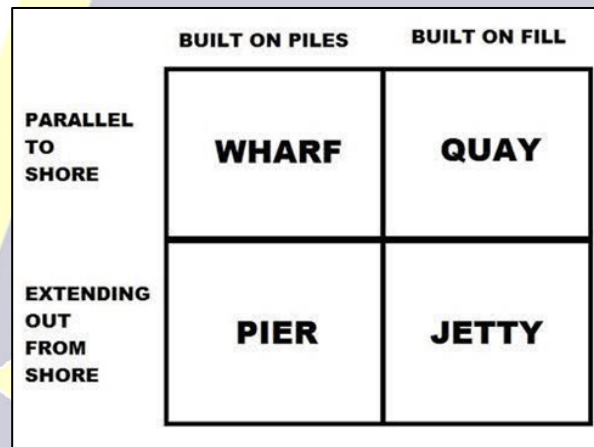 BUILT ON PILES BUILT ON FILL
PARALLEL
TO
SHORE
WHARF QUAY
EXTENDING
OUT
FROM
SHORE
PIER JETTY